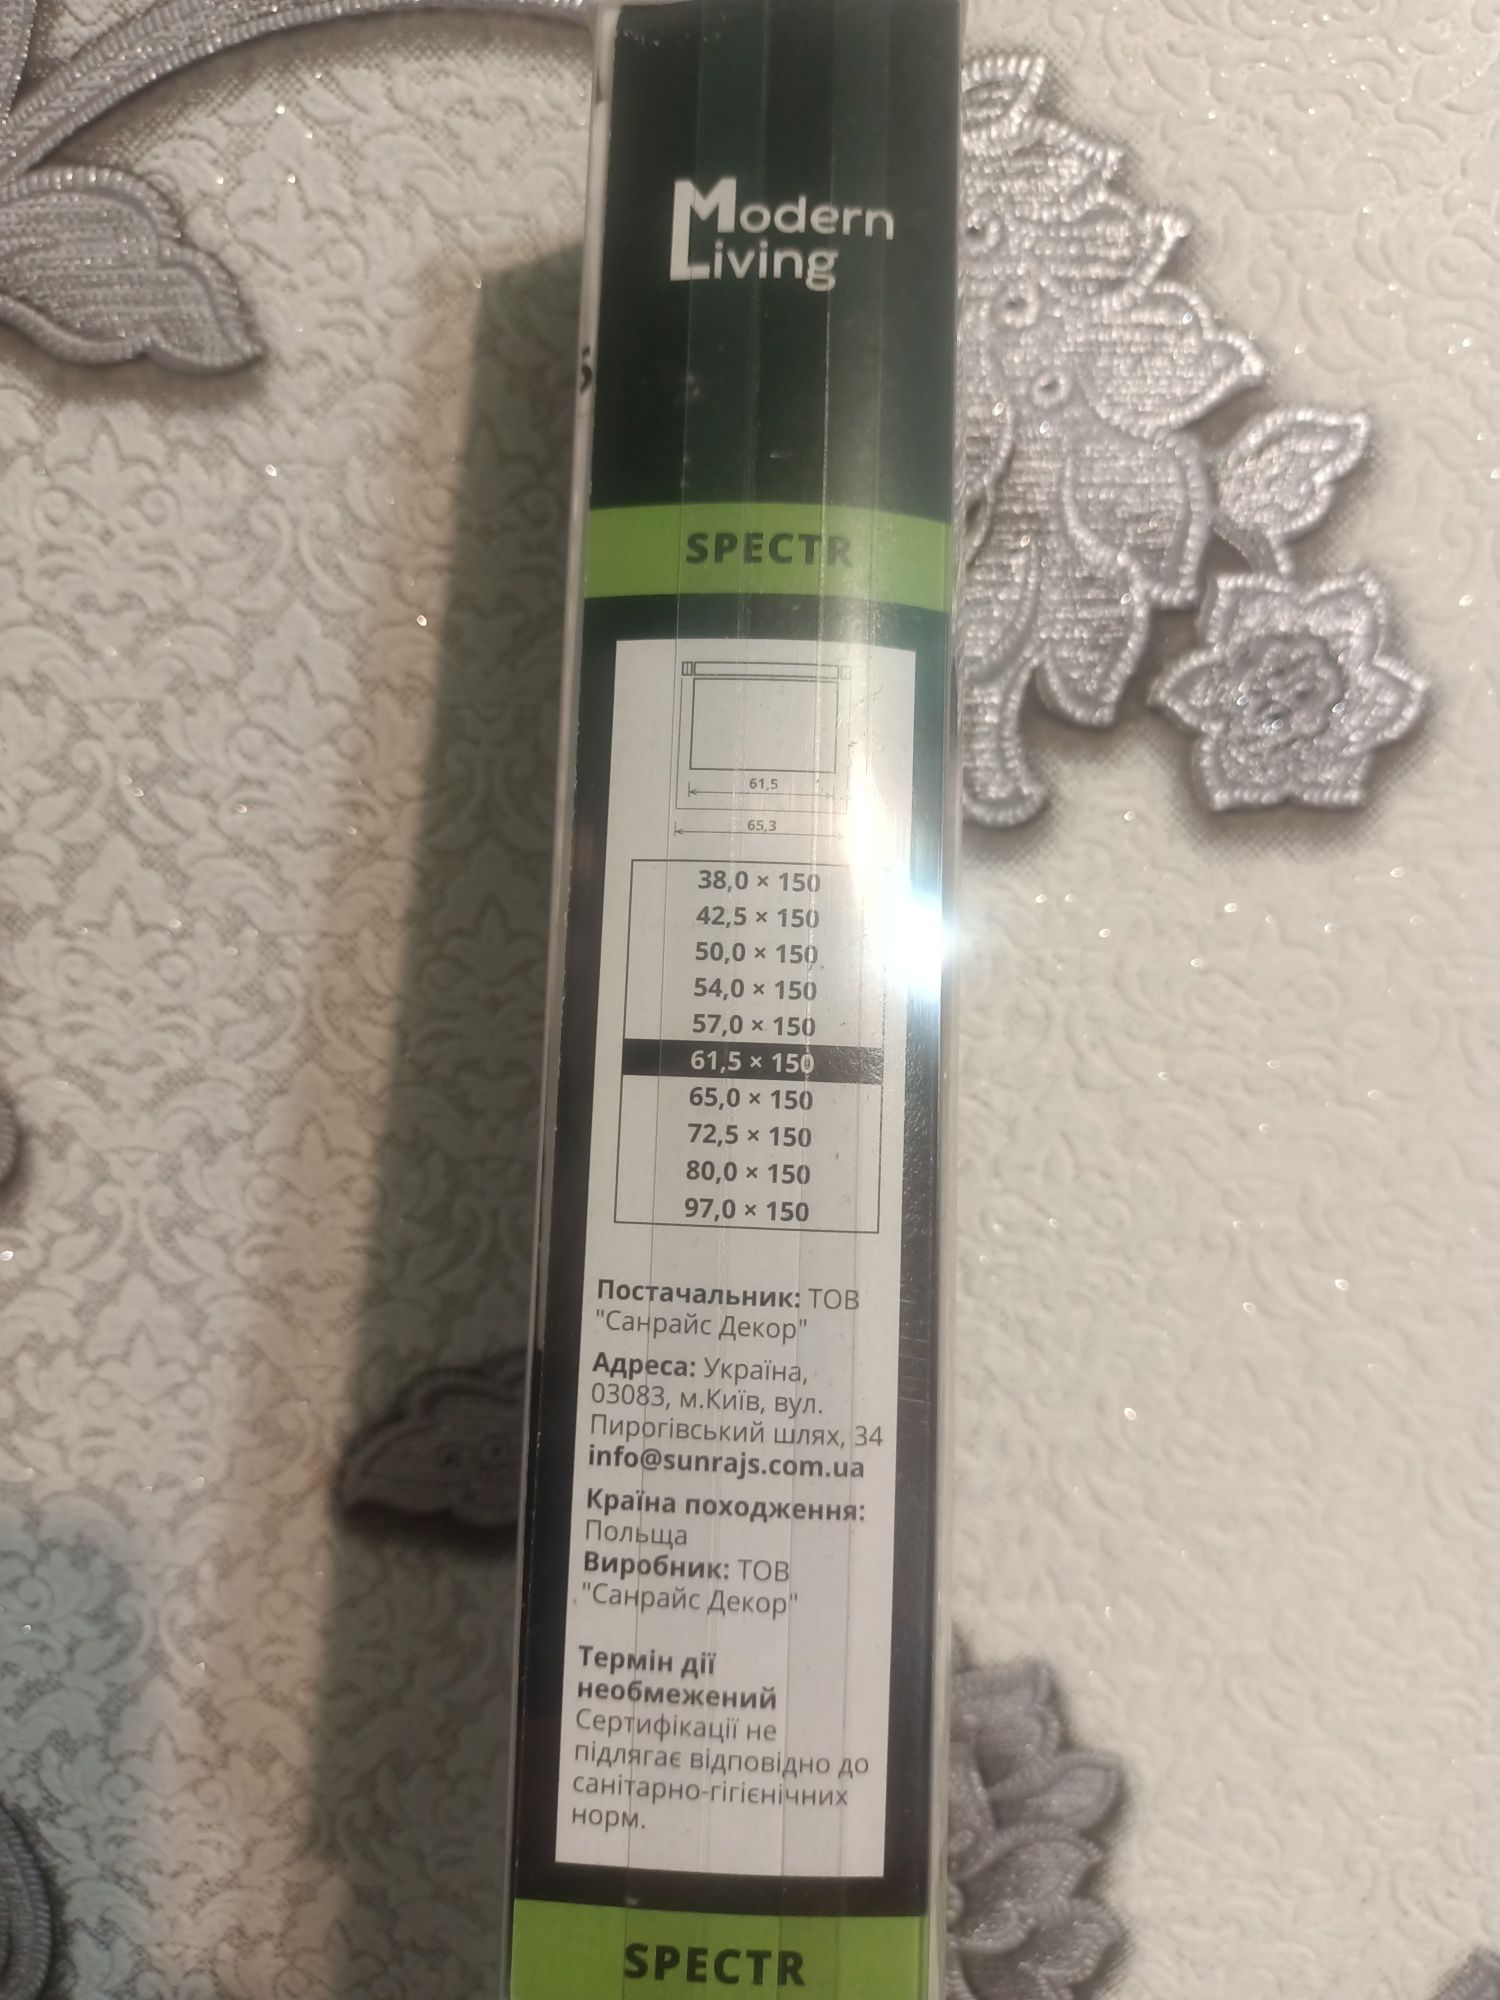 Modern
Living
SPECTR
61,5
65,3
38,0 × 150
42,5 × 150
50,0 × 150
54,0 × 150
57,0 × 150
61,5 × 150
65,0 × 150
72,5 × 150
80,0 × 150
97,0 × 150
Постачальник: ТОВ
"Санрайс Декор"
Адреса: Україна,
03083, м.Київ, вул.
Пирогівський шлях, 34
info@sunrajs.com.ua
Країна походження:
Польща
Виробник: ТОВ
"Санрайс Декор"
Термін дії
необмежений
Сертифікації не
підлягає відповідно до
санітарно-гігієнічних
норм.
SPECTR